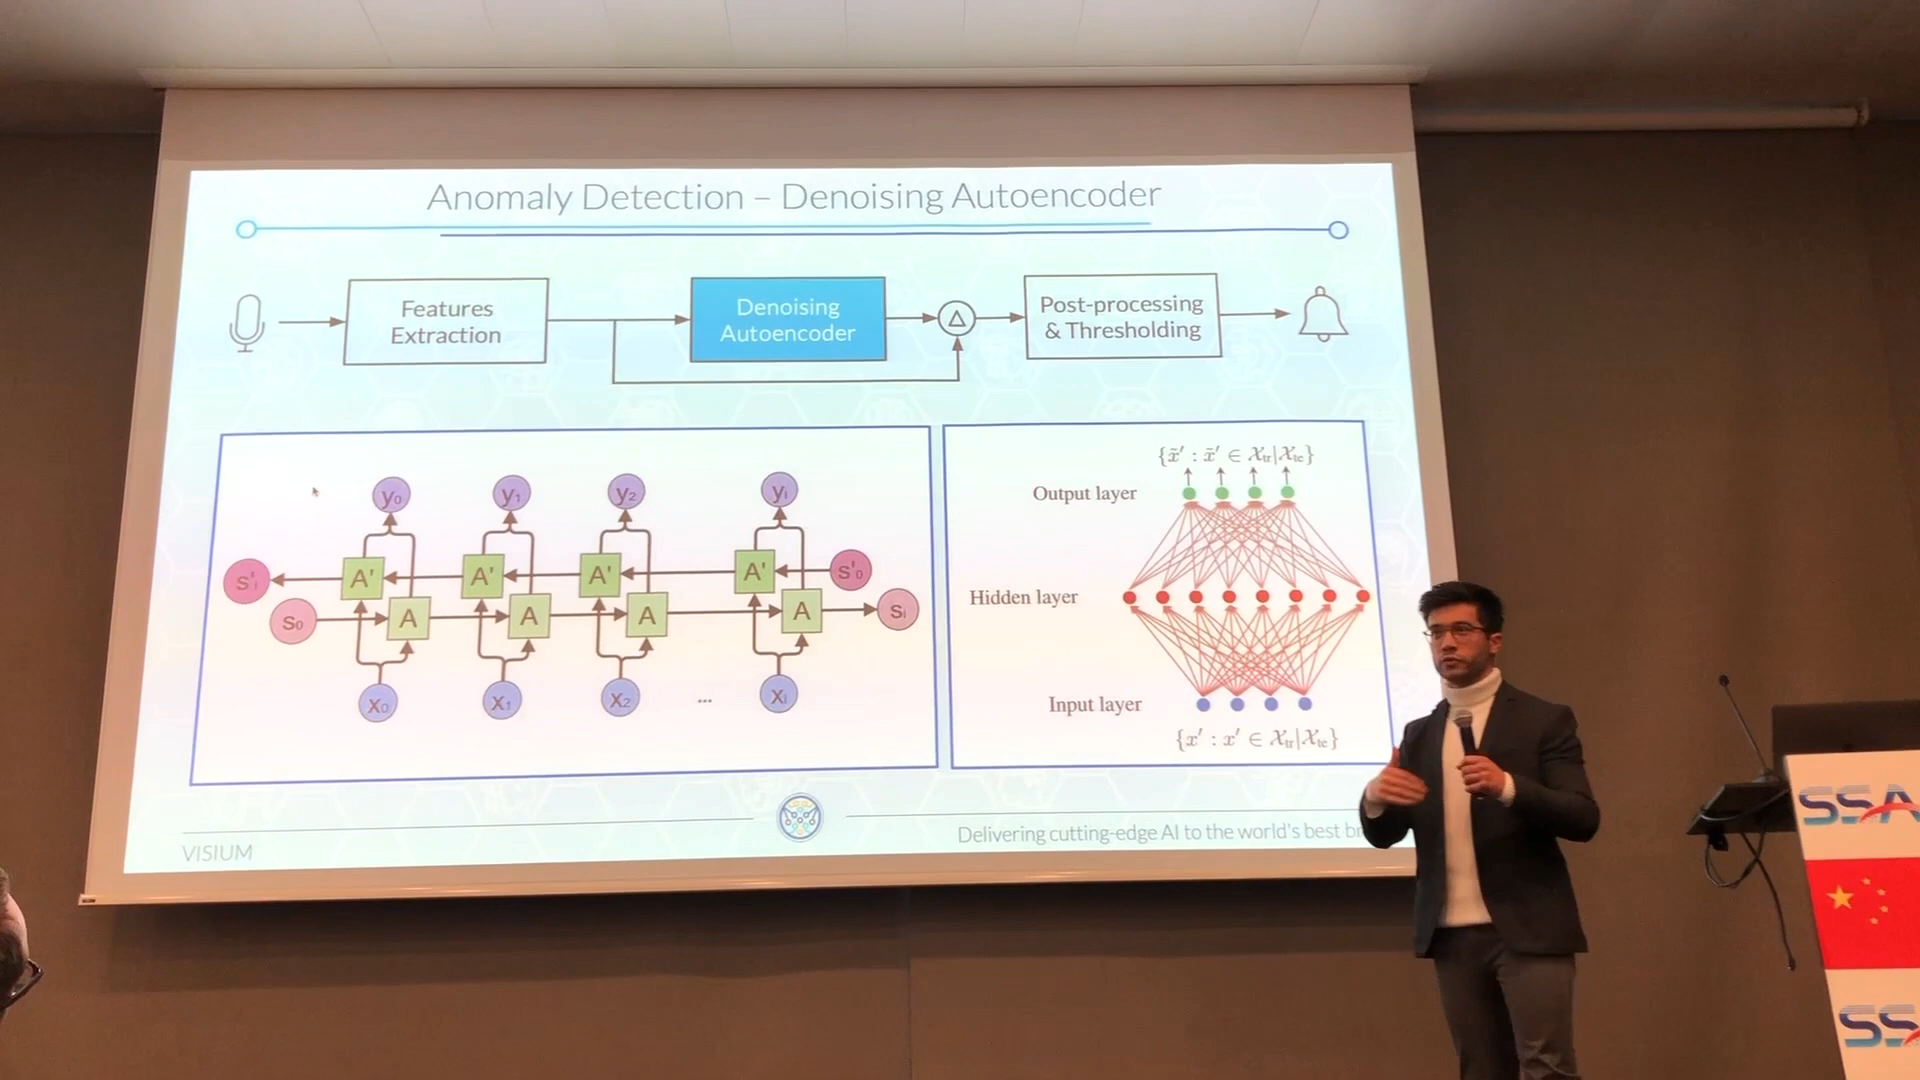 Anomaly Detection – Denoising Autoencoder
Features
Extraction
Denoising
Autoencoder
Δ
Post-processing
& Thresholding
y₀ y₁ y₂ yᵢ
A' A' A' A'
s'ᵢ s'₀
s₀ A A A A sᵢ
x₀ x₁ x₂ ... xᵢ
{x̃′ : x̃′ ∈ 𝒳tr|𝒳te}
Output layer
Hidden layer
Input layer
{x′ : x′ ∈ 𝒳tr|𝒳te}
VISIUM
Delivering cutting-edge AI to the world's best
SSA